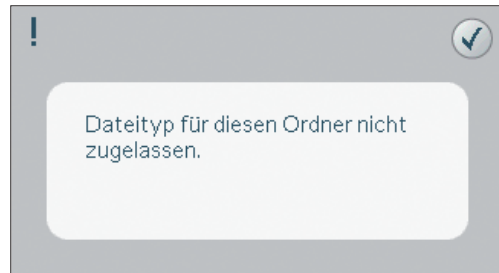 !
Dateityp für diesen Ordner nicht
zugelassen.